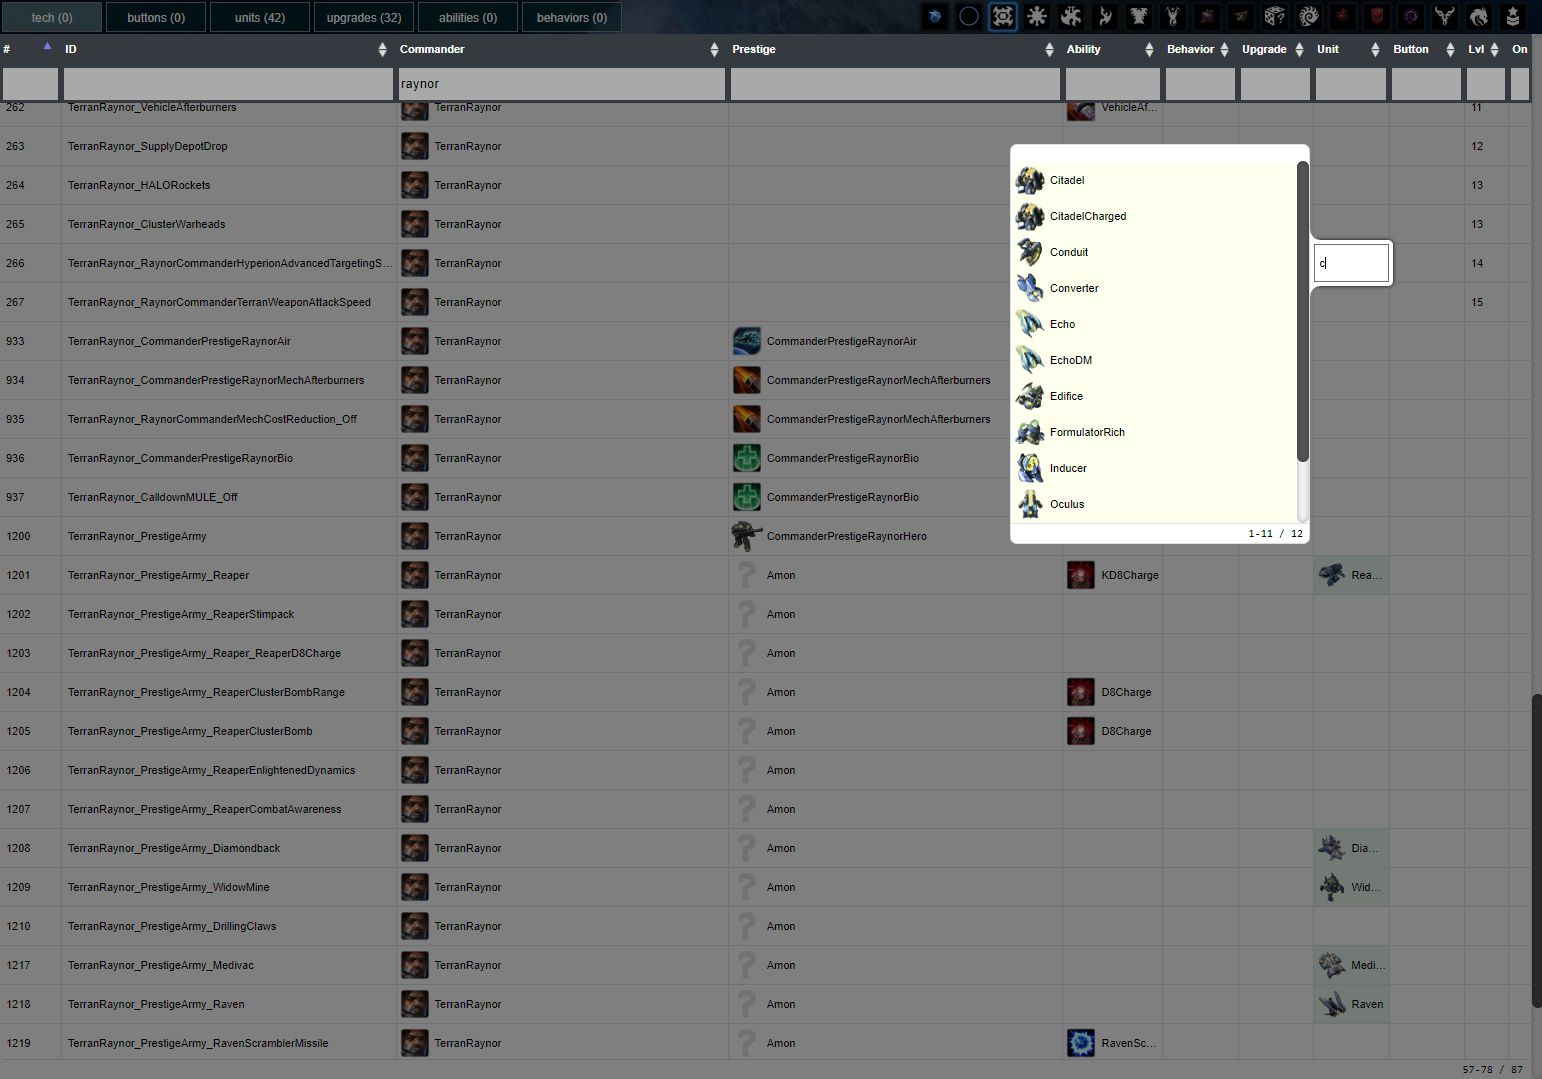 tech (0) buttons (0) units (42) upgrades (32) abilities (0) behaviors (0)
# ID Commander Prestige Ability Behavior Upgrade Unit Button Lvl On
raynor
262 TerranRaynor_VehicleAfterburners TerranRaynor VehicleAf... 11
263 TerranRaynor_SupplyDepotDrop TerranRaynor 12
264 TerranRaynor_HALORockets TerranRaynor 13
265 TerranRaynor_ClusterWarheads TerranRaynor 13
266 TerranRaynor_RaynorCommanderHyperionAdvancedTargetingS... TerranRaynor 14
267 TerranRaynor_RaynorCommanderTerranWeaponAttackSpeed TerranRaynor 15
933 TerranRaynor_CommanderPrestigeRaynorAir TerranRaynor CommanderPrestigeRaynorAir
934 TerranRaynor_CommanderPrestigeRaynorMechAfterburners TerranRaynor CommanderPrestigeRaynorMechAfterburners
935 TerranRaynor_RaynorCommanderMechCostReduction_Off TerranRaynor CommanderPrestigeRaynorMechAfterburners
936 TerranRaynor_CommanderPrestigeRaynorBio TerranRaynor CommanderPrestigeRaynorBio
937 TerranRaynor_CalldownMULE_Off TerranRaynor CommanderPrestigeRaynorBio
1200 TerranRaynor_PrestigeArmy TerranRaynor CommanderPrestigeRaynorHero
1201 TerranRaynor_PrestigeArmy_Reaper TerranRaynor Amon KD8Charge Rea...
1202 TerranRaynor_PrestigeArmy_ReaperStimpack TerranRaynor Amon
1203 TerranRaynor_PrestigeArmy_Reaper_ReaperD8Charge TerranRaynor Amon
1204 TerranRaynor_PrestigeArmy_ReaperClusterBombRange TerranRaynor Amon D8Charge
1205 TerranRaynor_PrestigeArmy_ReaperClusterBomb TerranRaynor Amon D8Charge
1206 TerranRaynor_PrestigeArmy_ReaperEnlightenedDynamics TerranRaynor Amon
1207 TerranRaynor_PrestigeArmy_ReaperCombatAwareness TerranRaynor Amon
1208 TerranRaynor_PrestigeArmy_Diamondback TerranRaynor Amon Dia...
1209 TerranRaynor_PrestigeArmy_WidowMine TerranRaynor Amon Wid...
1210 TerranRaynor_PrestigeArmy_DrillingClaws TerranRaynor Amon
1217 TerranRaynor_PrestigeArmy_Medivac TerranRaynor Amon Medi...
1218 TerranRaynor_PrestigeArmy_Raven TerranRaynor Amon Raven
1219 TerranRaynor_PrestigeArmy_RavenScramblerMissile TerranRaynor Amon RavenSc...
57-78 / 87
Citadel
CitadelCharged
Conduit
Converter
Echo
EchoDM
Edifice
FormulatorRich
Inducer
Oculus
1-11 / 12
c